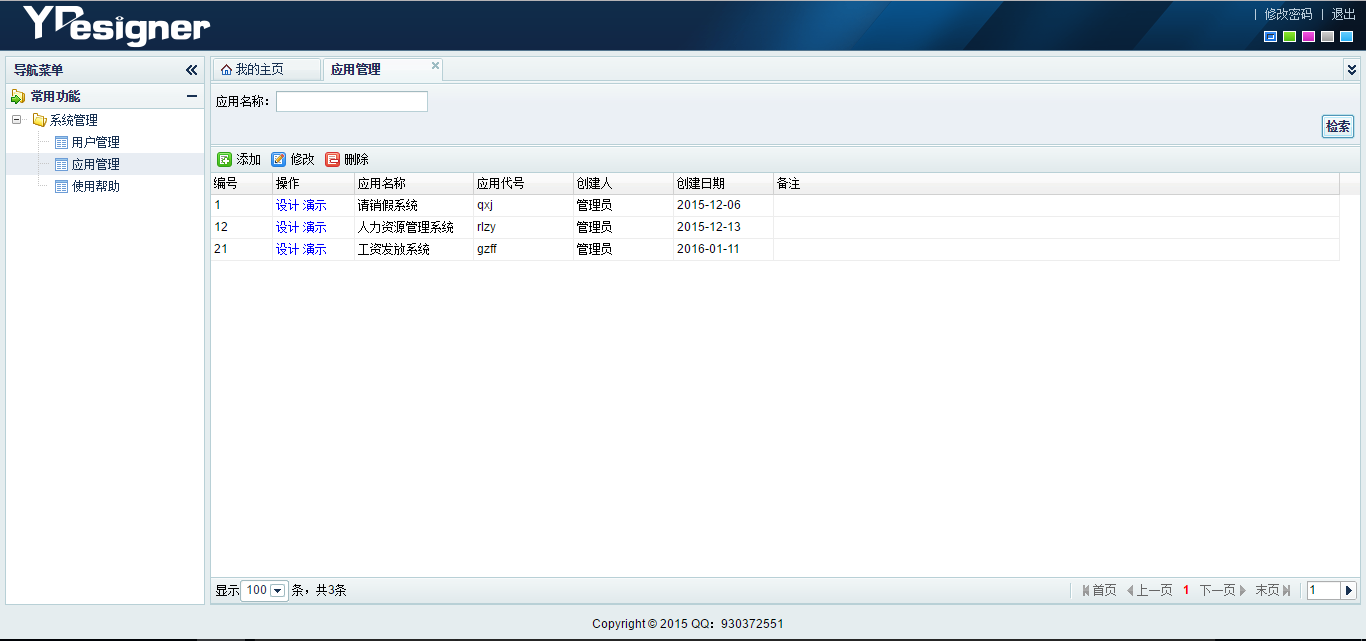 YDesigner
| 修改密码 | 退出
导航菜单
常用功能
系统管理
用户管理
应用管理
使用帮助
我的主页 应用管理
应用名称：
检索
添加 修改 删除
编号 操作 应用名称 应用代号 创建人 创建日期 备注
1 设计 演示 请销假系统 qxj 管理员 2015-12-06
12 设计 演示 人力资源管理系统 rlzy 管理员 2015-12-13
21 设计 演示 工资发放系统 gzff 管理员 2016-01-11
显示 100 条，共3条 首页 上一页 1 下一页 末页 1
Copyright © 2015 QQ：930372551